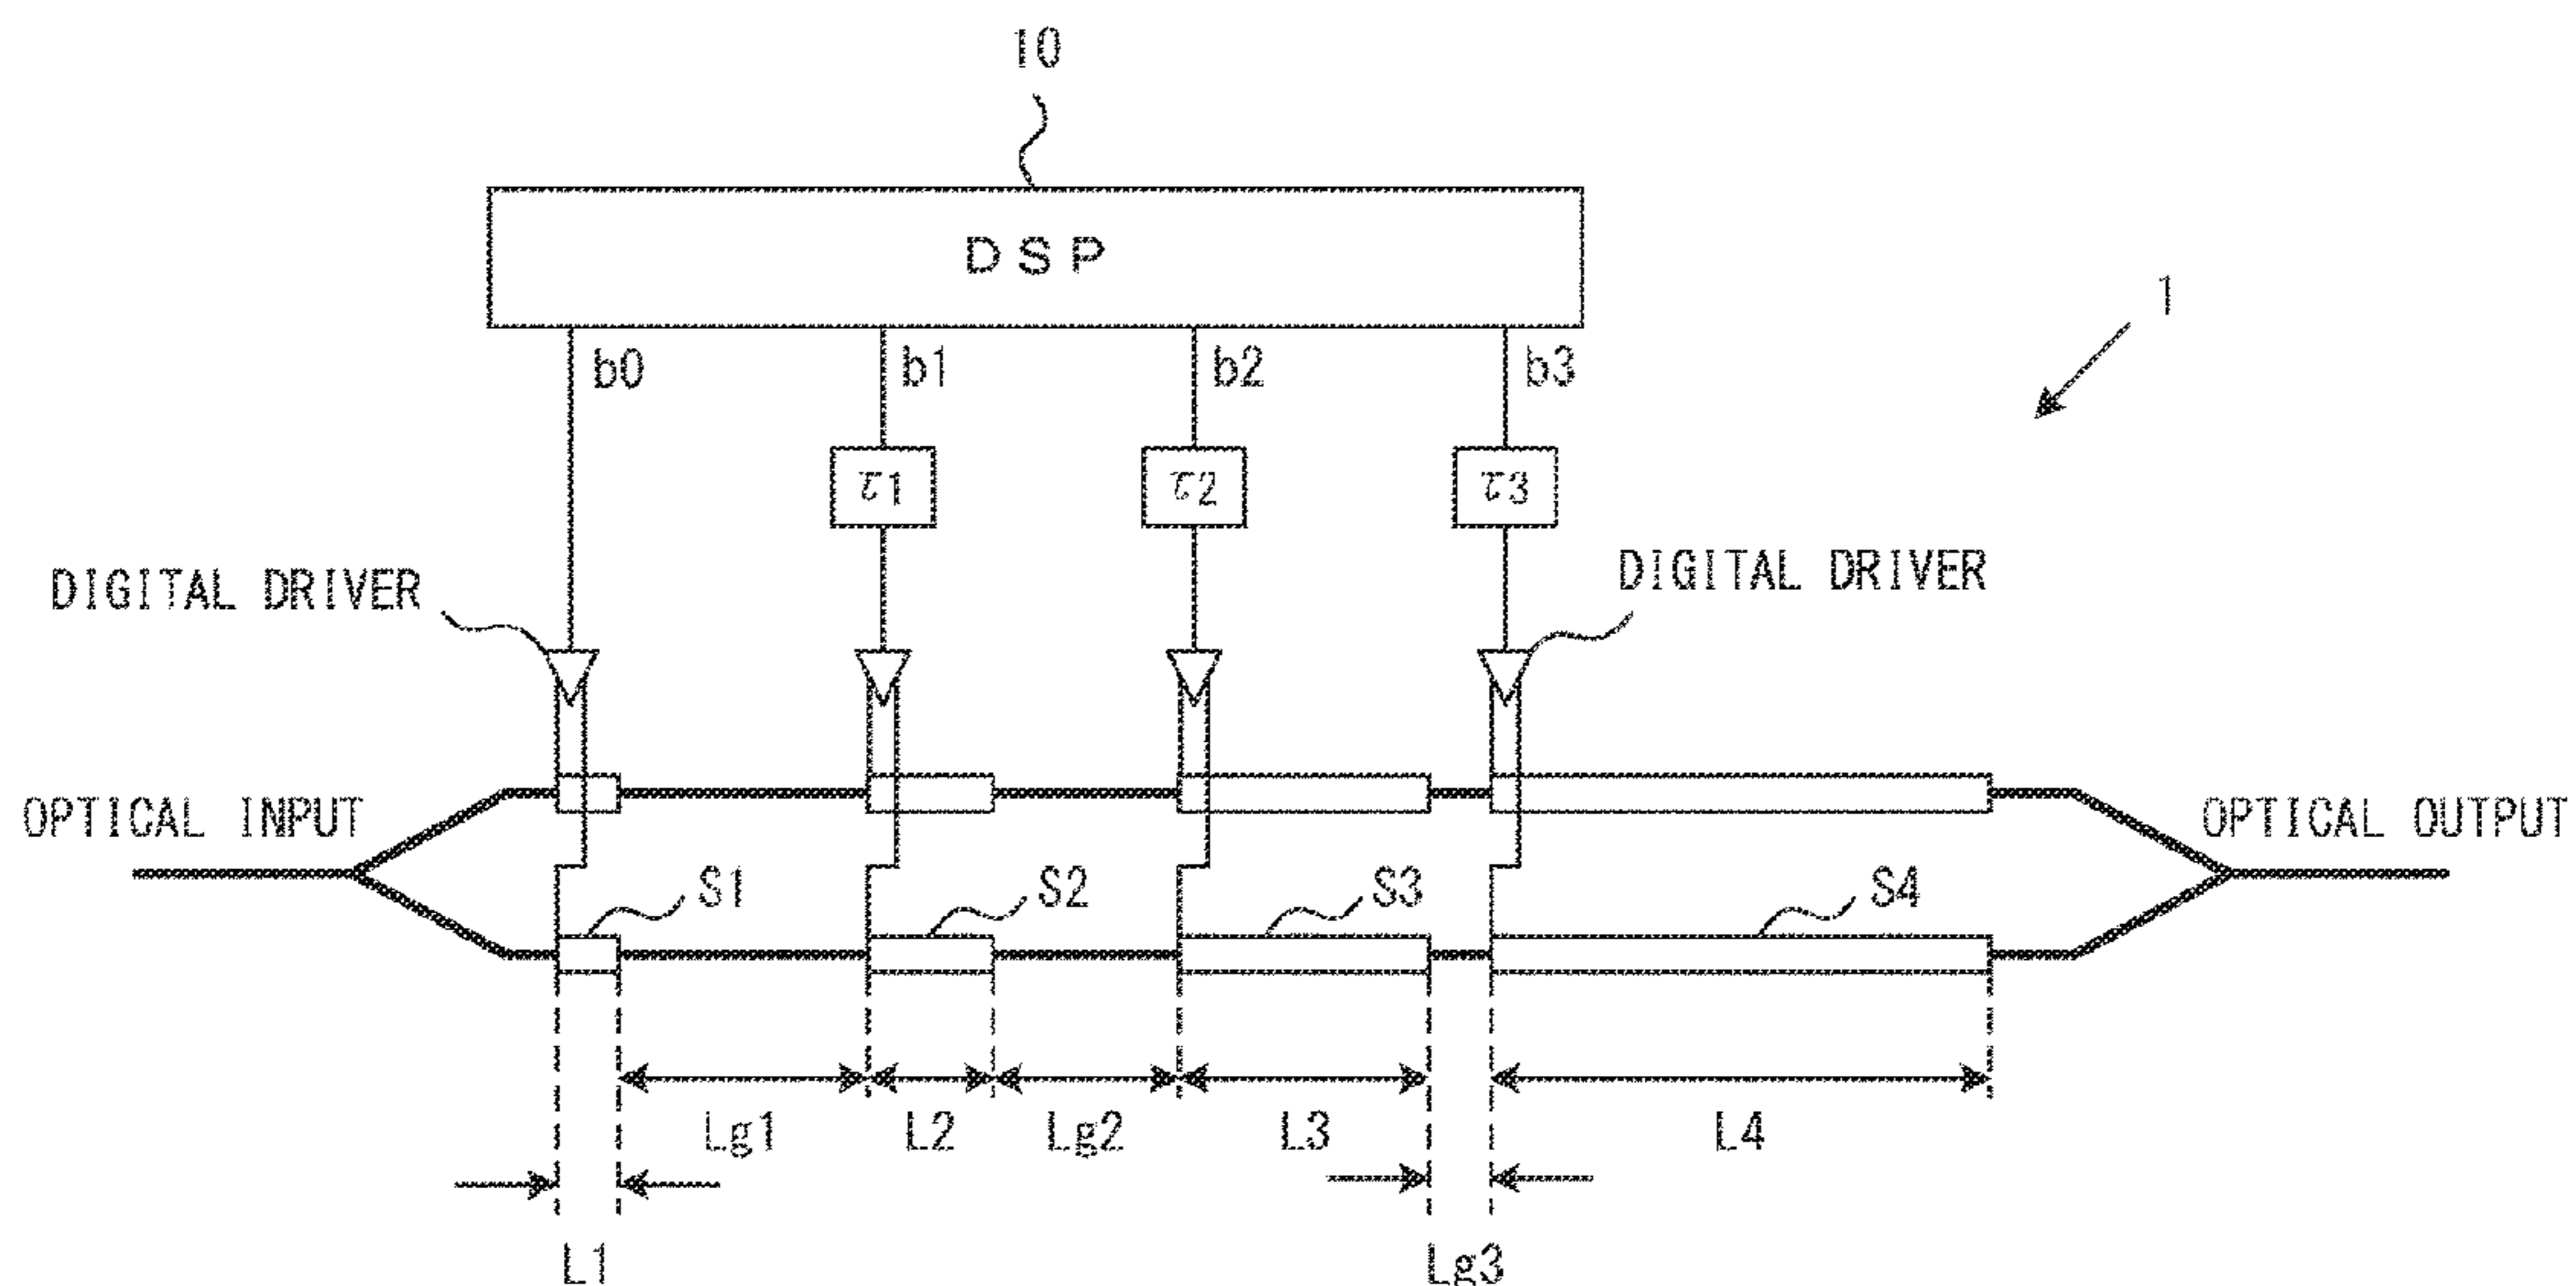 10
DSP
1
b0 b1 b2 b3
τ1 τ2 τ3
DIGITAL DRIVER
DIGITAL DRIVER
OPTICAL INPUT
OPTICAL OUTPUT
S1 S2 S3 S4
Lg1 L2 Lg2 L3 L4
L1 Lg3